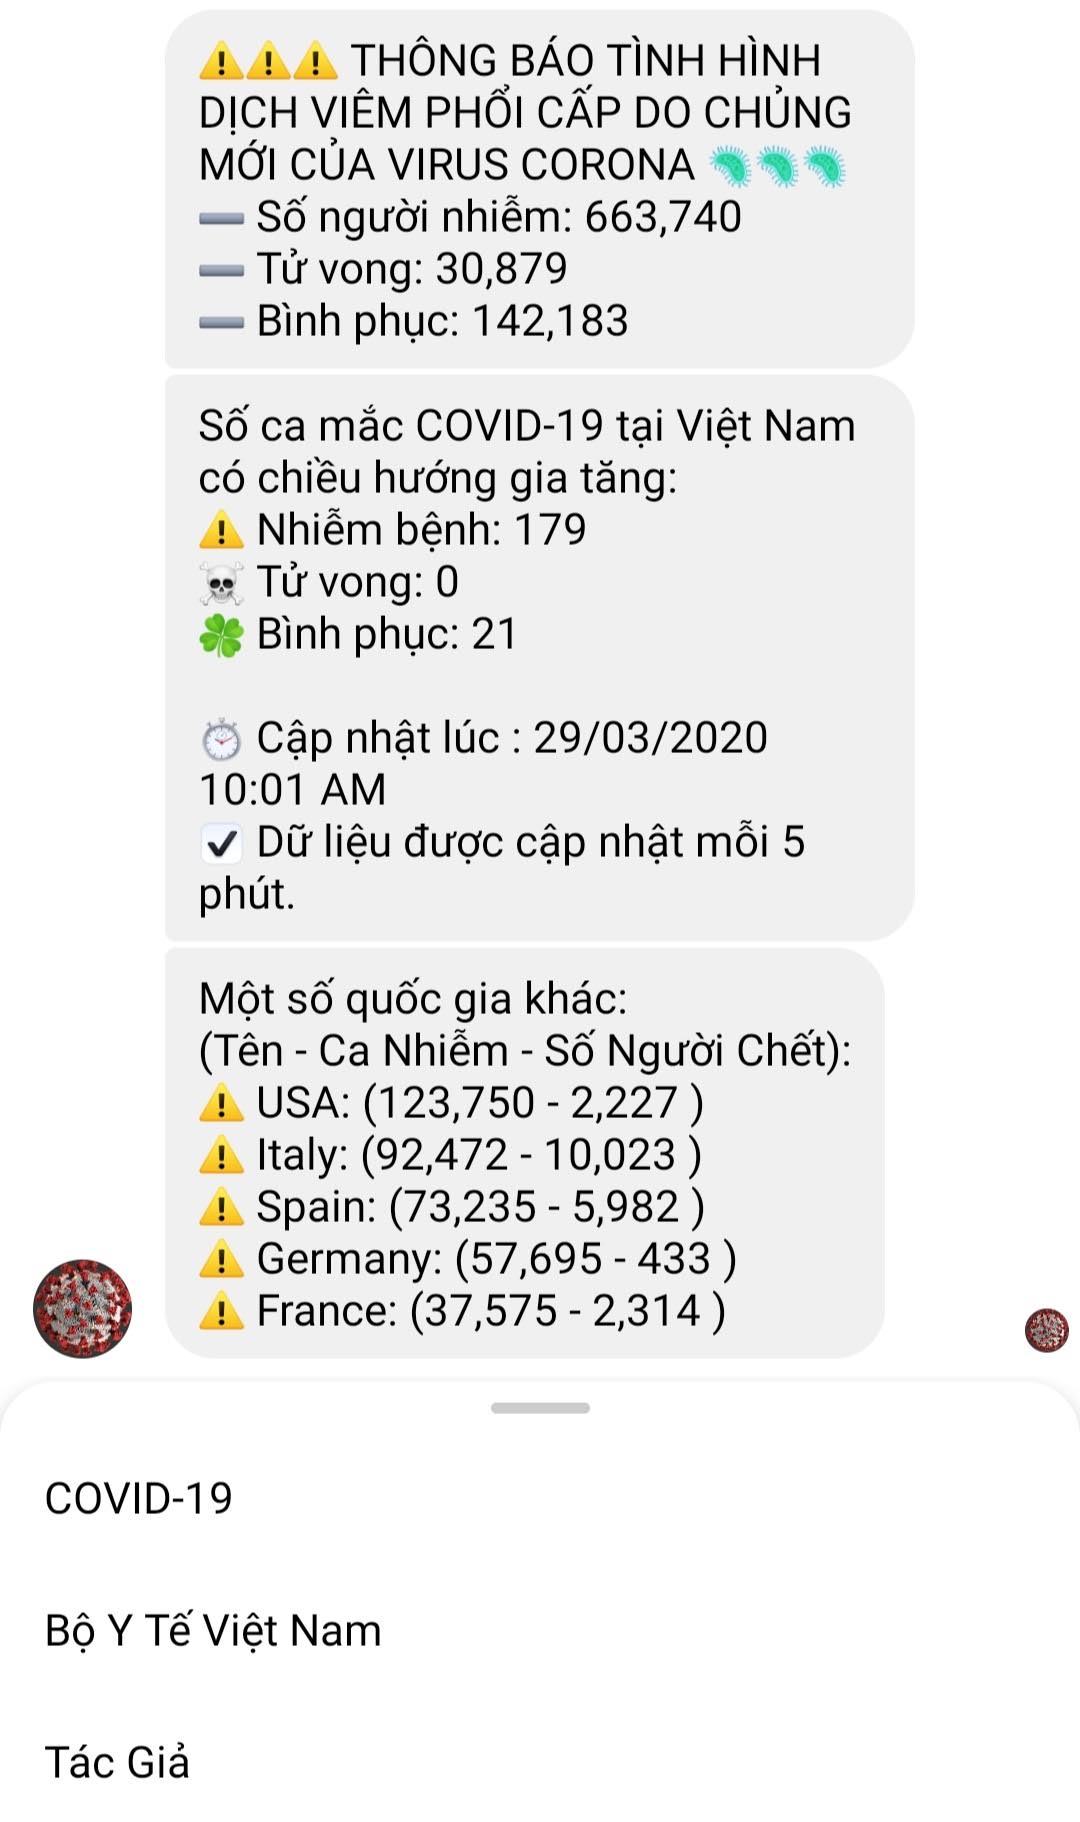 ⚠️⚠️⚠️ THÔNG BÁO TÌNH HÌNH
DỊCH VIÊM PHỔI CẤP DO CHỦNG
MỚI CỦA VIRUS CORONA 🦠🦠🦠
➖ Số người nhiễm: 663,740
➖ Tử vong: 30,879
➖ Bình phục: 142,183
Số ca mắc COVID-19 tại Việt Nam
có chiều hướng gia tăng:
⚠️ Nhiễm bệnh: 179
☠️ Tử vong: 0
🍀 Bình phục: 21
⏱️ Cập nhật lúc : 29/03/2020
10:01 AM
☑️ Dữ liệu được cập nhật mỗi 5
phút.
Một số quốc gia khác:
(Tên - Ca Nhiễm - Số Người Chết):
⚠️ USA: (123,750 - 2,227 )
⚠️ Italy: (92,472 - 10,023 )
⚠️ Spain: (73,235 - 5,982 )
⚠️ Germany: (57,695 - 433 )
⚠️ France: (37,575 - 2,314 )
COVID-19
Bộ Y Tế Việt Nam
Tác Giả